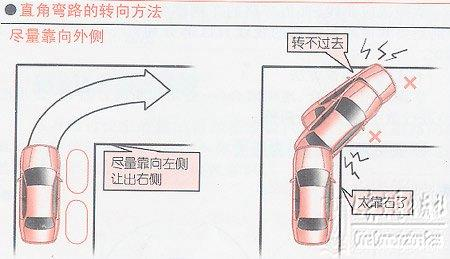 直角弯路的转向方法
尽量靠向外侧
转不过去
尽量靠向左侧
让出右侧
太靠右了